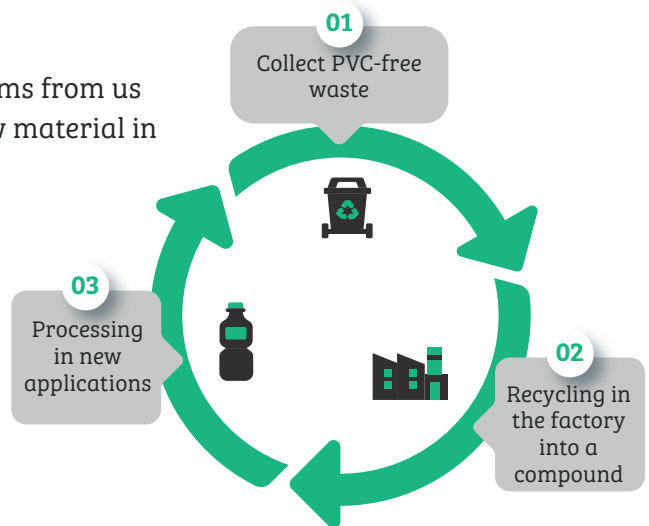 from us
material in
01
Collect PVC-free
waste
02
Recycling in
the factory
into a
compound
03
Processing
in new
applications